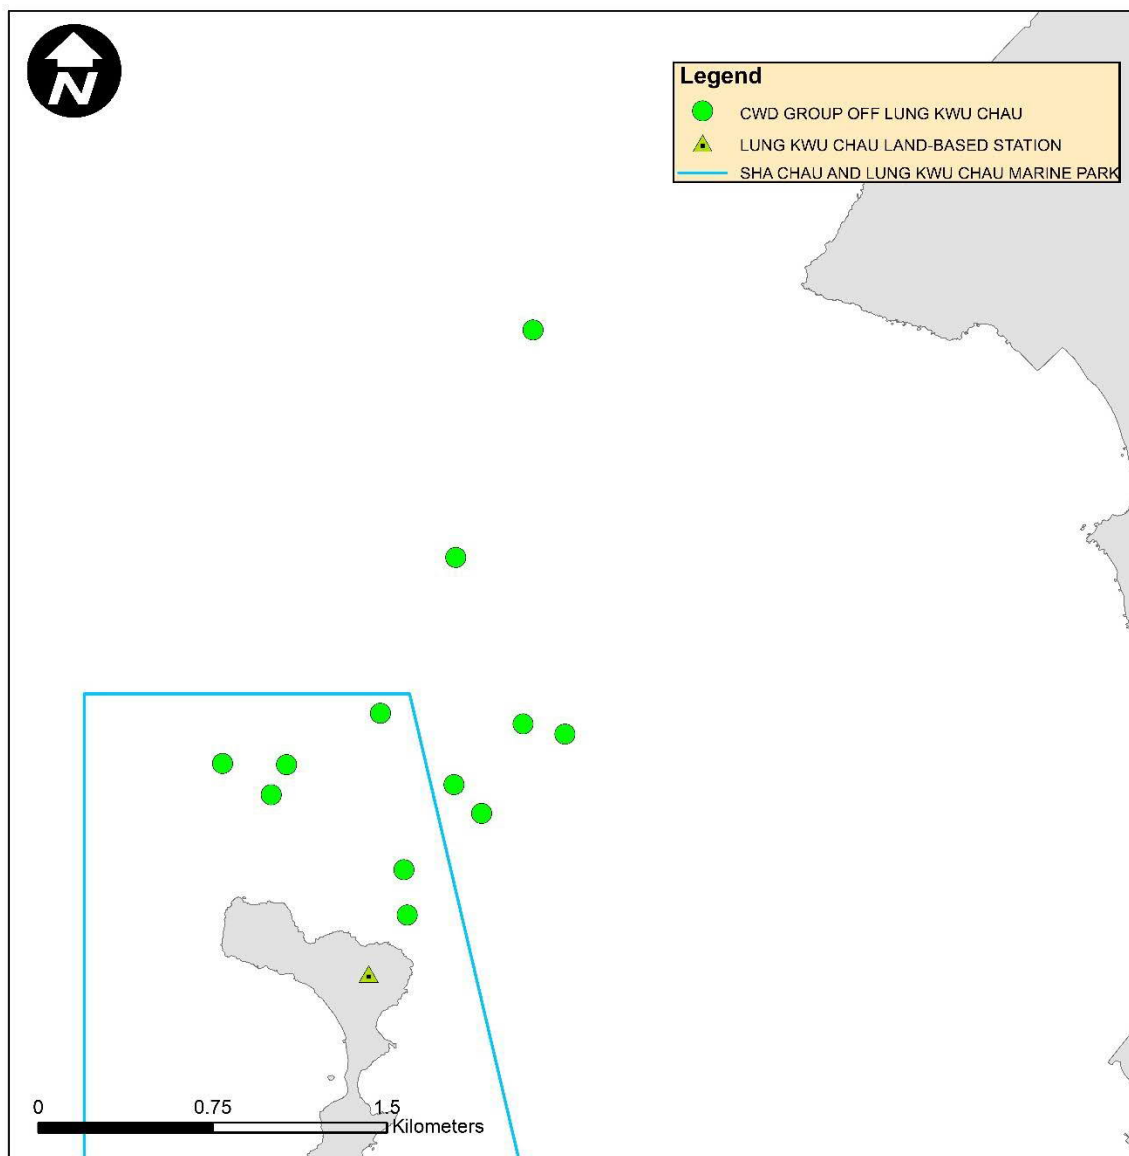 N
Legend
CWD GROUP OFF LUNG KWU CHAU
LUNG KWU CHAU LAND-BASED STATION
SHA CHAU AND LUNG KWU CHAU MARINE PARK
0 0.75 1.5
Kilometers